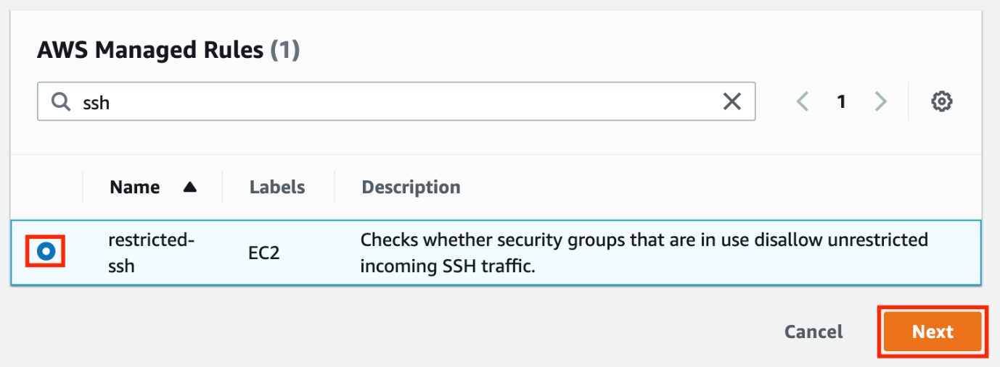 AWS Managed Rules (1)
ssh
1
Name Labels Description
restricted-
ssh
EC2
Checks whether security groups that are in use disallow unrestricted
incoming SSH traffic.
Cancel Next